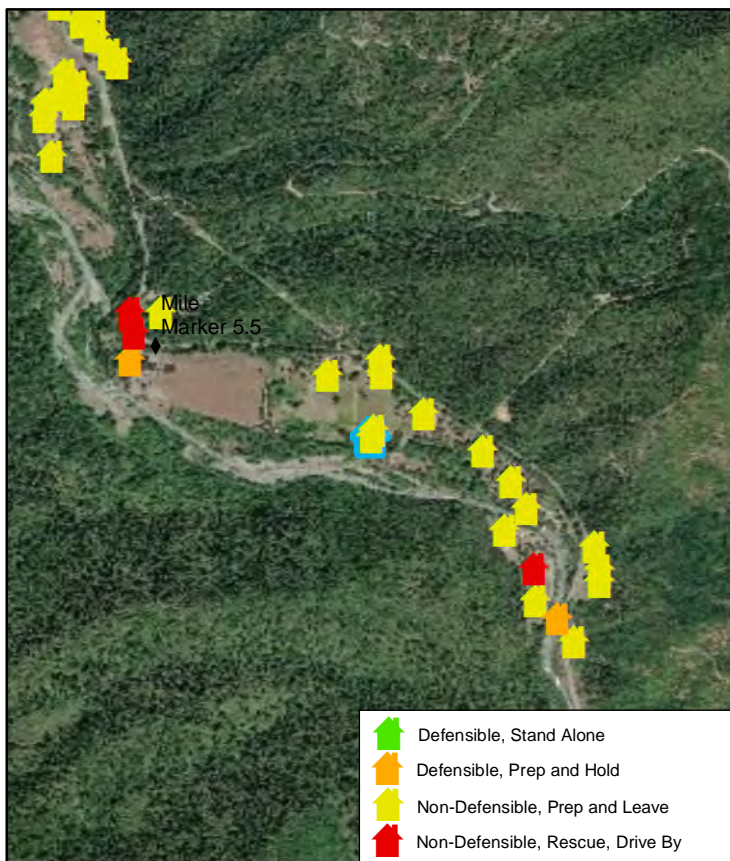 Mile
Marker 5.5
Defensible, Stand Alone
Defensible, Prep and Hold
Non-Defensible, Prep and Leave
Non-Defensible, Rescue, Drive By